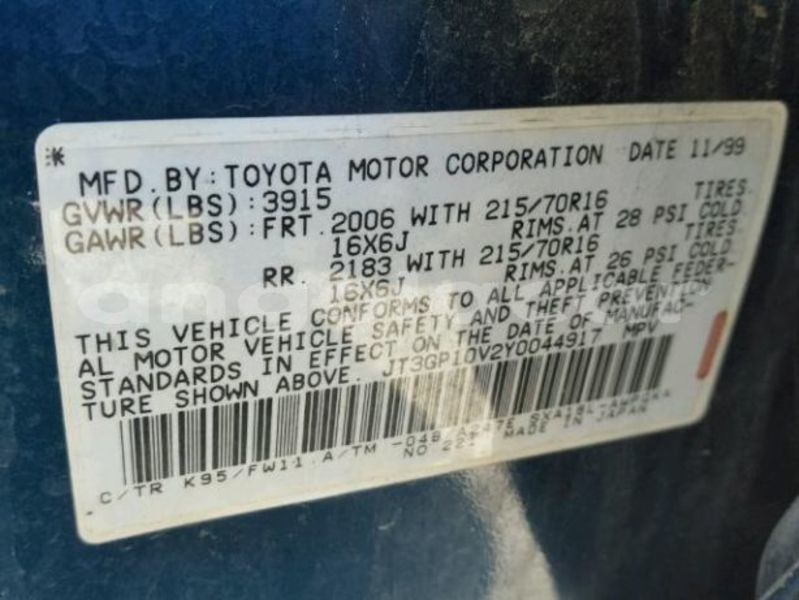 MFD.BY:TOYOTA MOTOR CORPORATION DATE 11/99
GVWR(LBS):3915
GAWR(LBS):FRT. 2006 WITH 215/70R16 TIRES.
16X6J RIMS.AT 28 PSI COLD.
RR. 2183 WITH 215/70R16 TIRES.
16X6J RIMS.AT 26 PSI COLD.
THIS VEHICLE CONFORMS TO ALL APPLICABLE FEDER-
AL MOTOR VEHICLE SAFETY AND THEFT PREVENTION
STANDARDS IN EFFECT ON THE DATE OF MANUFAC-
TURE SHOWN ABOVE. JT3GP10V2Y0044917 MPV
C/TR K95/FW11 A/TM -04B/A247E
NO MADE IN JAPAN